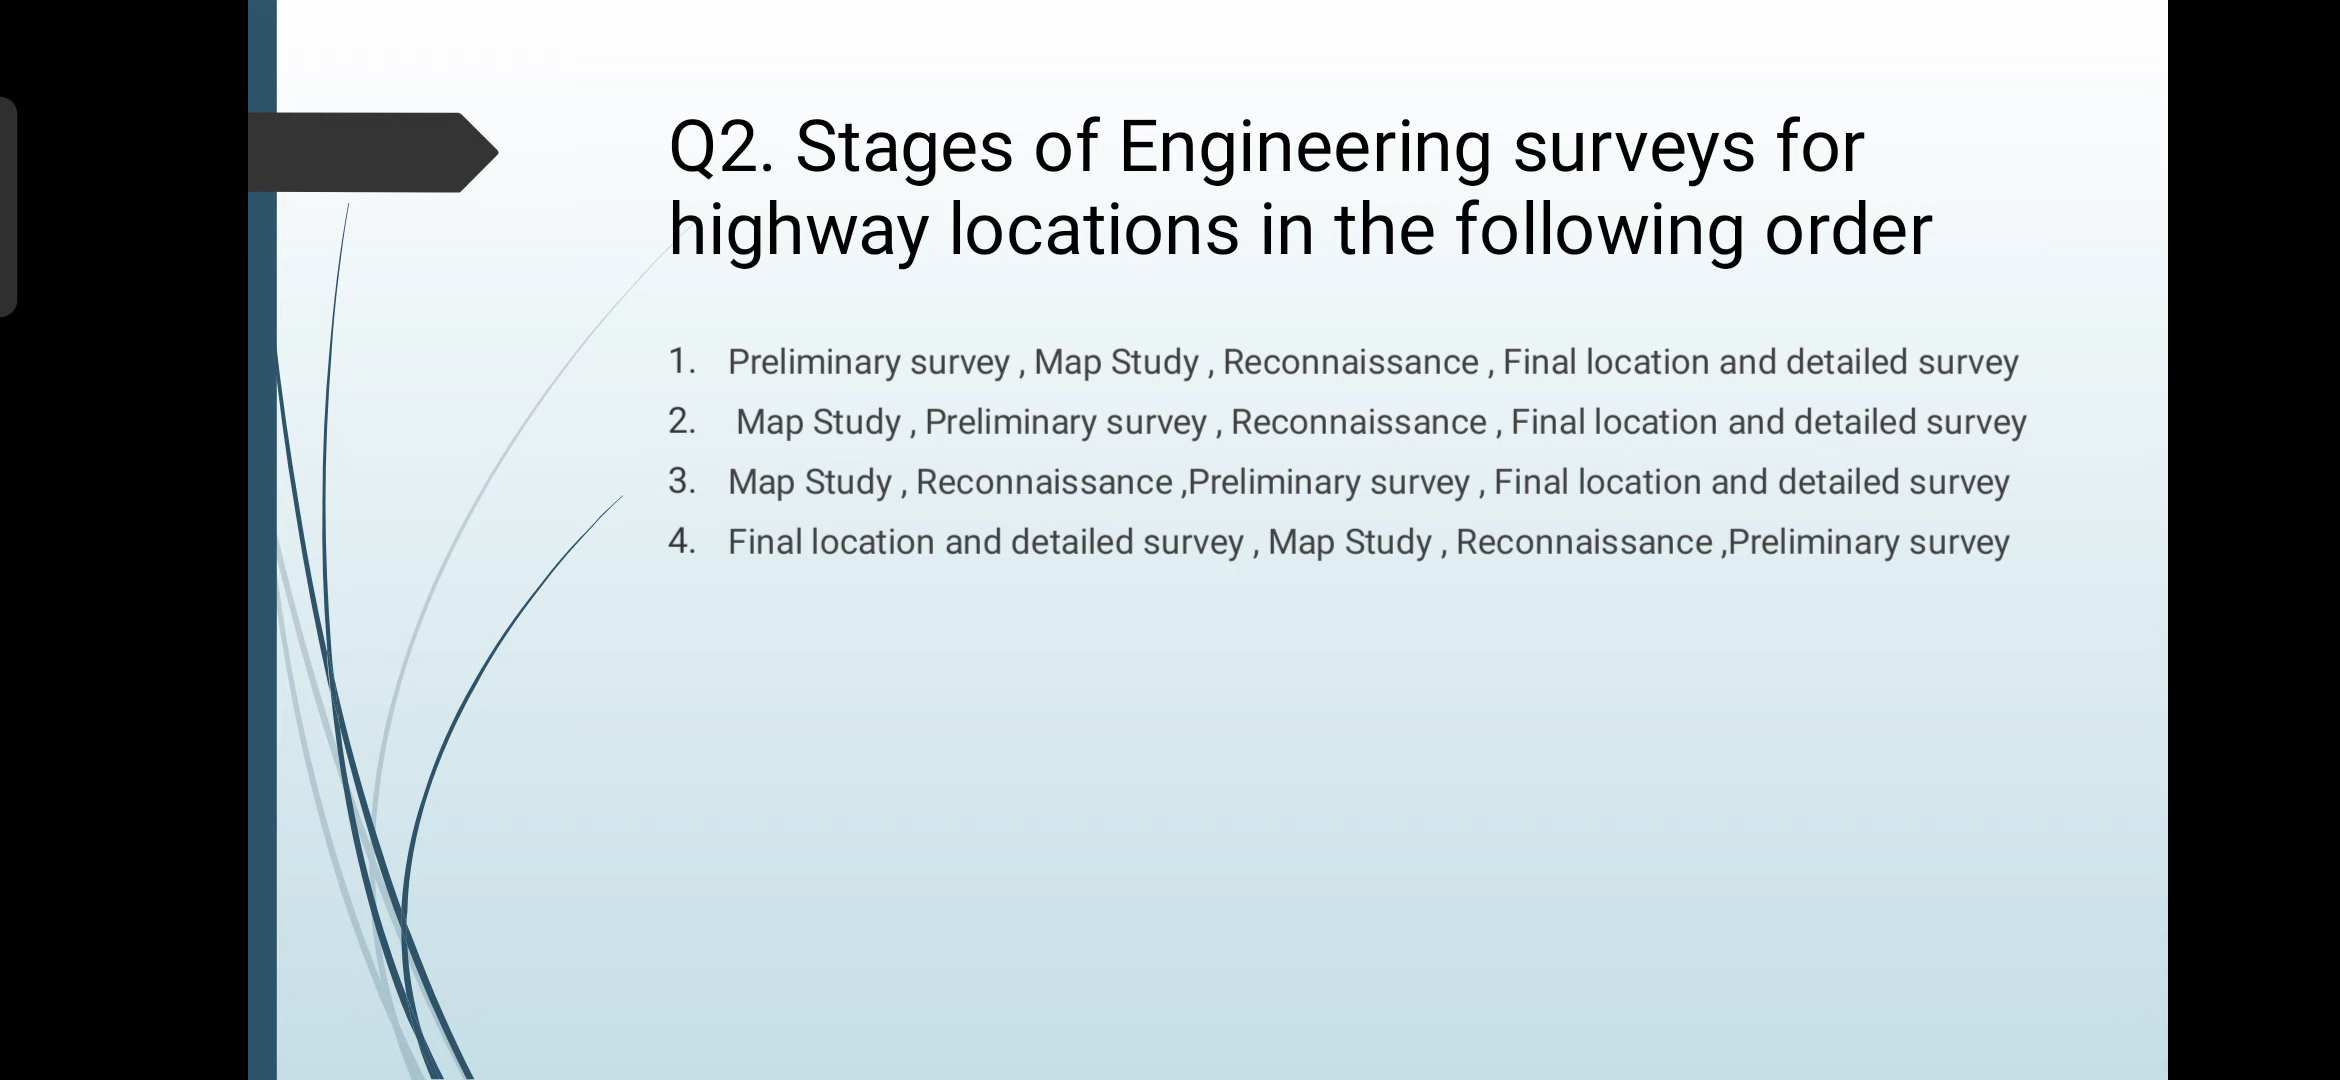 Q2. Stages of Engineering surveys for
highway locations in the following order
1. Preliminary survey , Map Study , Reconnaissance , Final location and detailed survey
2. Map Study , Preliminary survey , Reconnaissance , Final location and detailed survey
3. Map Study , Reconnaissance ,Preliminary survey , Final location and detailed survey
4. Final location and detailed survey , Map Study , Reconnaissance ,Preliminary survey